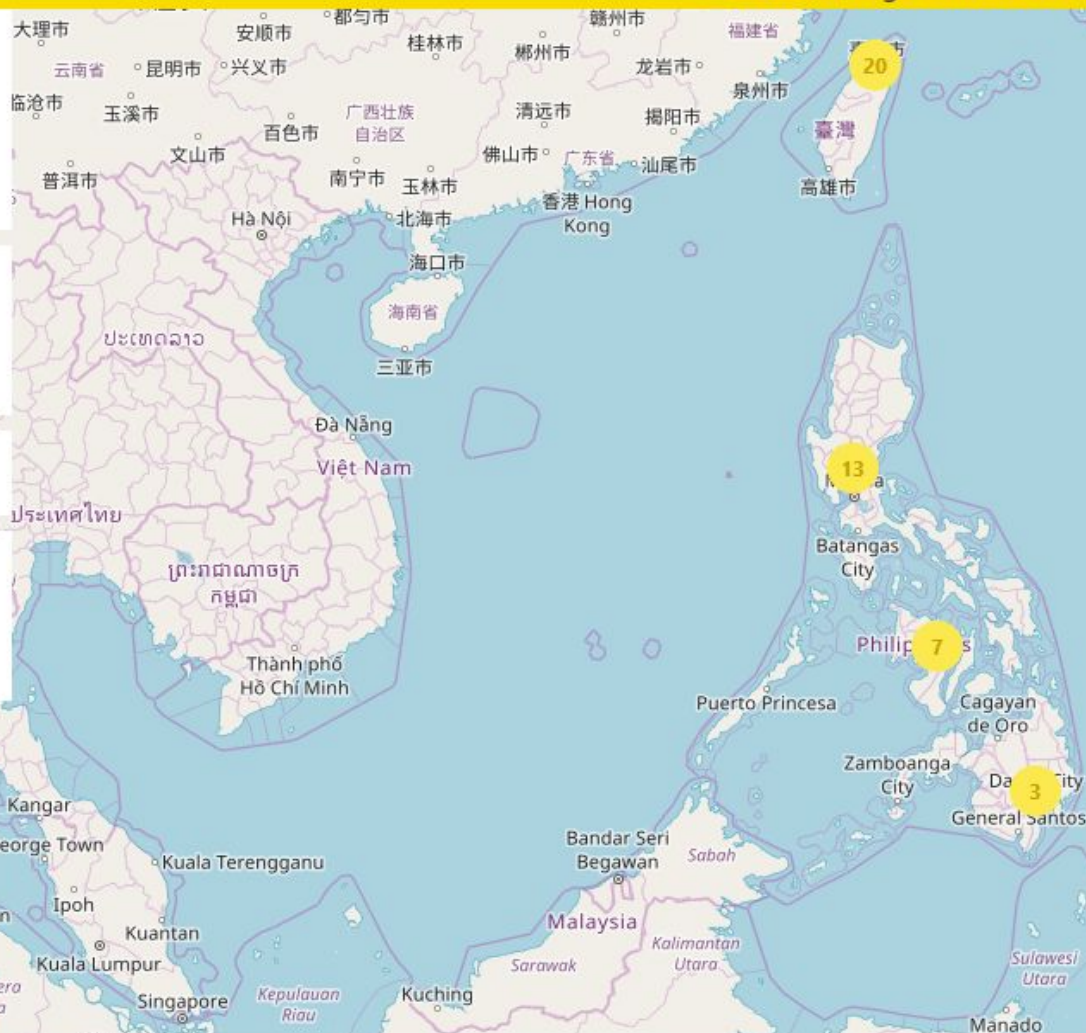 大理市
安顺市
都匀市
桂林市
郴州市
赣州市
福建省
云南省
昆明市
兴义市
龙岩市
泉州市
20
临沧市
玉溪市
百色市
广西壮族
自治区
清远市
揭阳市
臺灣
文山市
普洱市
南宁市
玉林市
佛山市
广东省
汕尾市
高雄市
Hà Nội
北海市
香港 Hong
Kong
海口市
海南省
三亚市
ປະເທດລາວ
Đà Nẵng
Việt Nam
13
ประเทศไทย
Batangas
City
ព្រះរាជាណាចក្រ
កម្ពុជា
7
Thành phố
Hồ Chí Minh
Puerto Princesa
Cagayan
de Oro
Zamboanga
City
3
General Santos
Kangar
eorge Town
Kuala Terengganu
Bandar Seri
Begawan
Sabah
Ipoh
Kuantan
Malaysia
Kuala Lumpur
Sarawak
Kalimantan
Utara
Sulawesi
Utara
Singapore
Kepulauan
Riau
Kuching
Manado